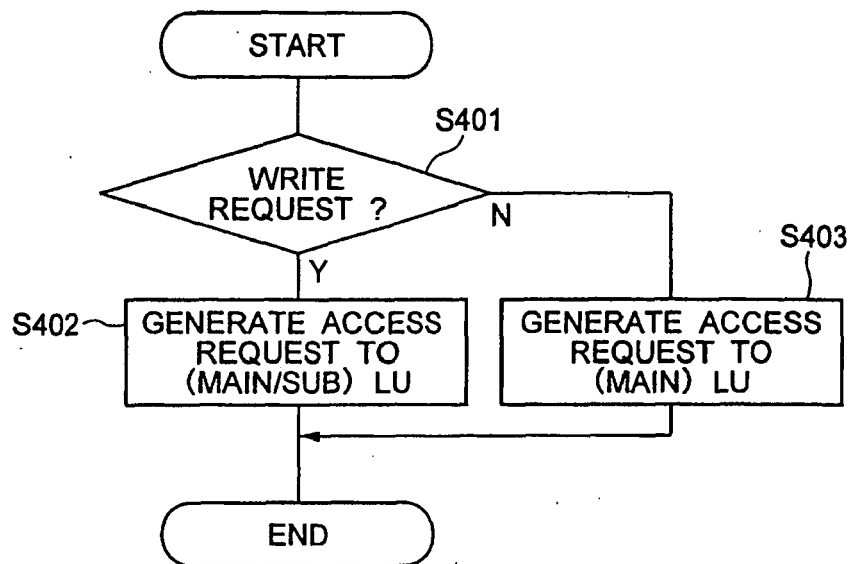 START
S401
WRITE
REQUEST ?
N
Y
S403
S402
GENERATE ACCESS
REQUEST TO
(MAIN/SUB) LU
GENERATE ACCESS
REQUEST TO
(MAIN) LU
END